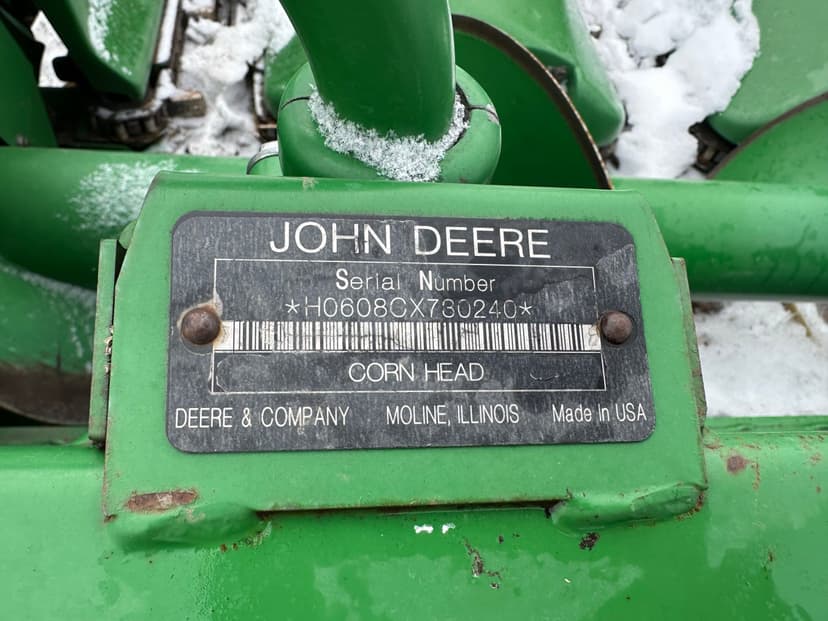 JOHN DEERE
Serial Number
*H0608CX730240*
CORN HEAD
DEERE & COMPANY MOLINE, ILLINOIS Made in USA